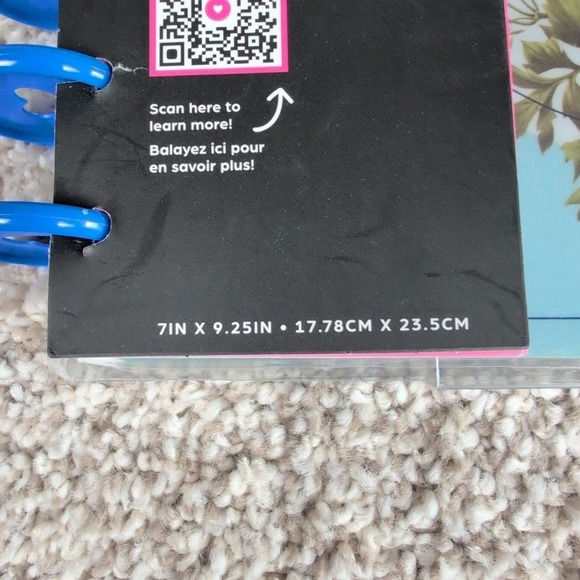 Scan here to
learn more!
Balayez ici pour
en savoir plus!
7IN X 9.25IN • 17.78CM X 23.5CM